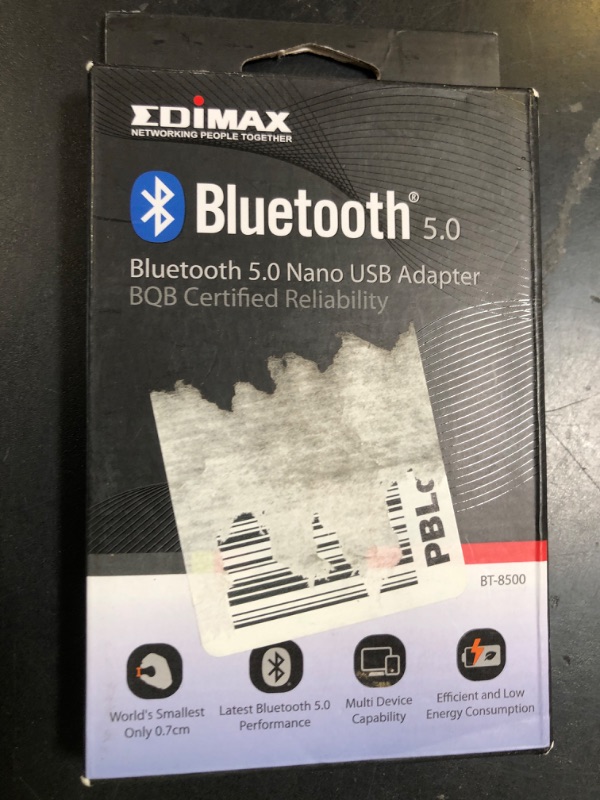 EDiMAX
NETWORKING PEOPLE TOGETHER
Bluetooth® 5.0
Bluetooth 5.0 Nano USB Adapter
BQB Certified Reliability
BT-8500
World's Smallest
Only 0.7cm
Latest Bluetooth 5.0
Performance
Multi Device
Capability
Efficient and Low
Energy Consumption